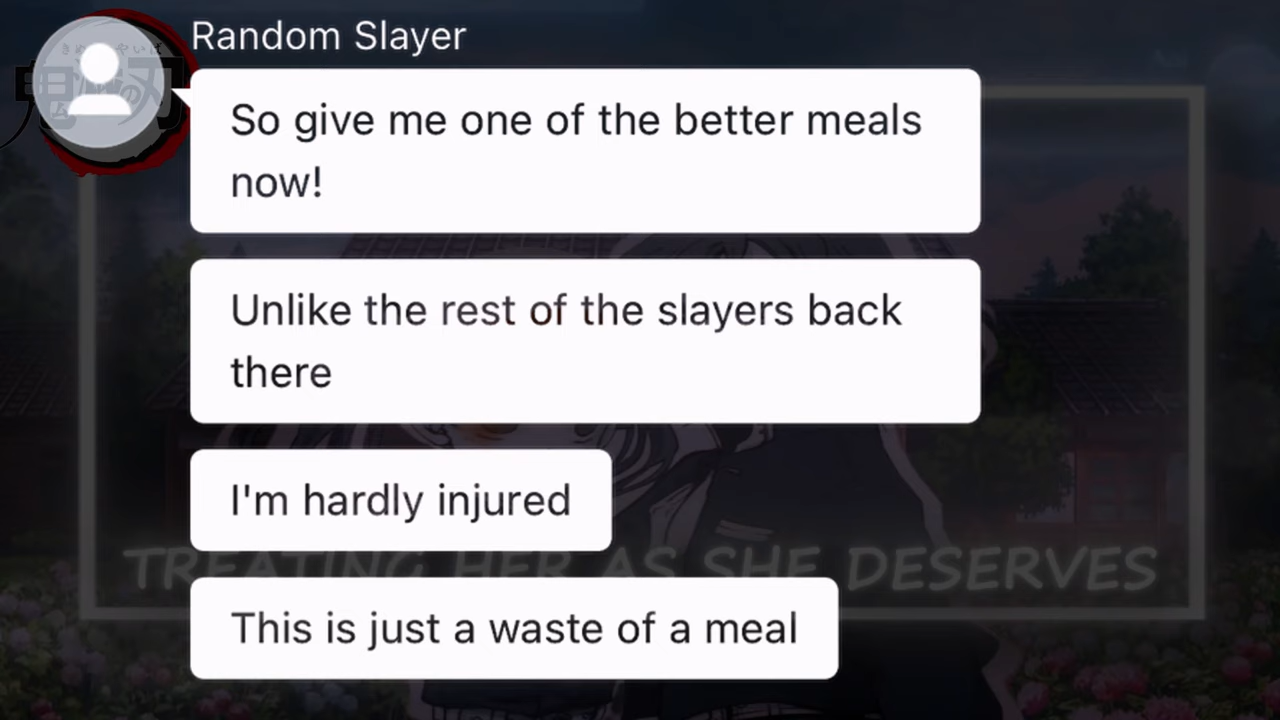 Random Slayer
So give me one of the better meals
now!
Unlike the rest of the slayers back
there
I'm hardly injured
TREATING HER AS SHE DESERVES
This is just a waste of a meal